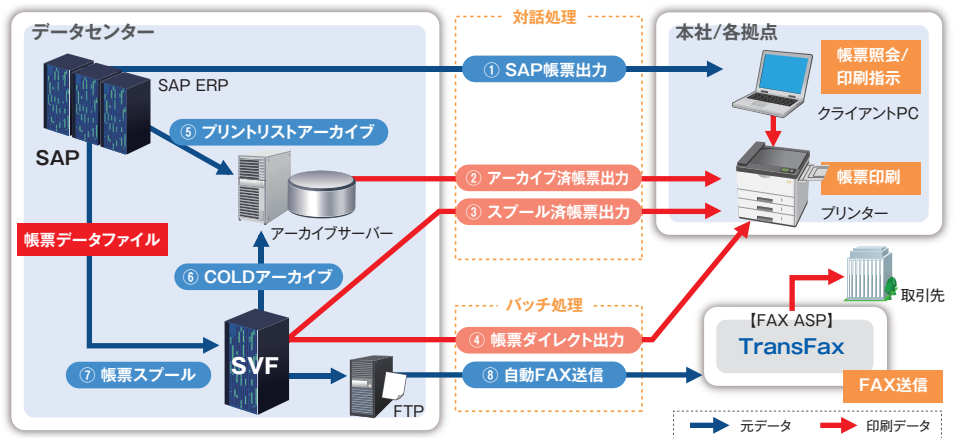 対話処理
データセンター
本社/各拠点
① SAP帳票出力
帳票照会/
印刷指示
SAP ERP
クライアントPC
⑤ プリントリストアーカイブ
SAP
② アーカイブ済帳票出力
帳票印刷
③ スプール済帳票出力
プリンター
帳票データファイル
アーカイブサーバー
⑥ COLDアーカイブ
バッチ処理
取引先
【FAX ASP】
④ 帳票ダイレクト出力
TransFax
SVF
⑦ 帳票スプール
⑧ 自動FAX送信
FAX送信
FTP
元データ
印刷データ